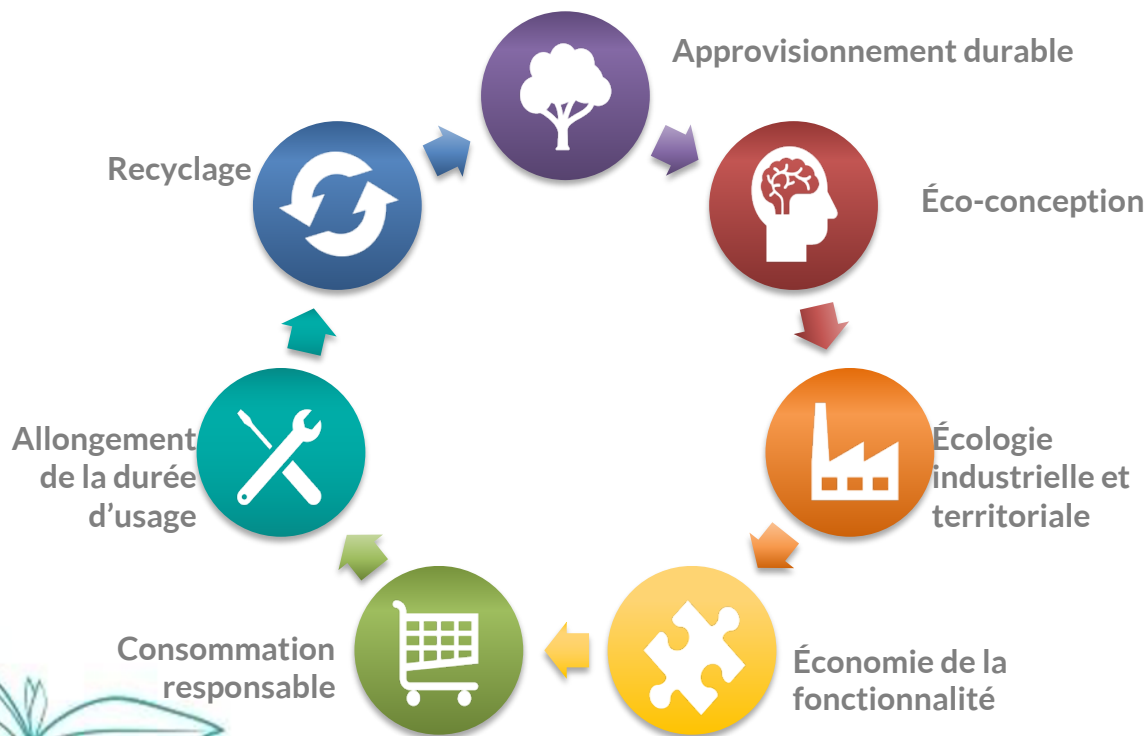 Approvisionnement durable
Éco-conception
Écologie
industrielle et
territoriale
Économie de la
fonctionnalité
Consommation
responsable
Allongement
de la durée
d’usage
Recyclage